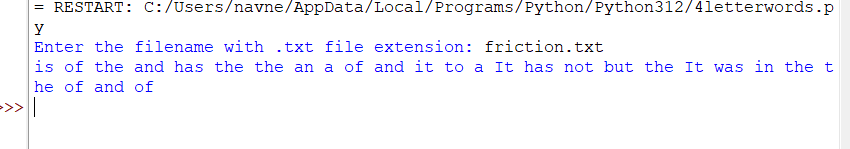 = RESTART: C:/Users/navne/AppData/Local/Programs/Python/Python312/4letterwords.p
y
Enter the filename with .txt file extension: friction.txt
is of the and has the the an a of and it to a It has not but the It was in the t
he of and of
>>>